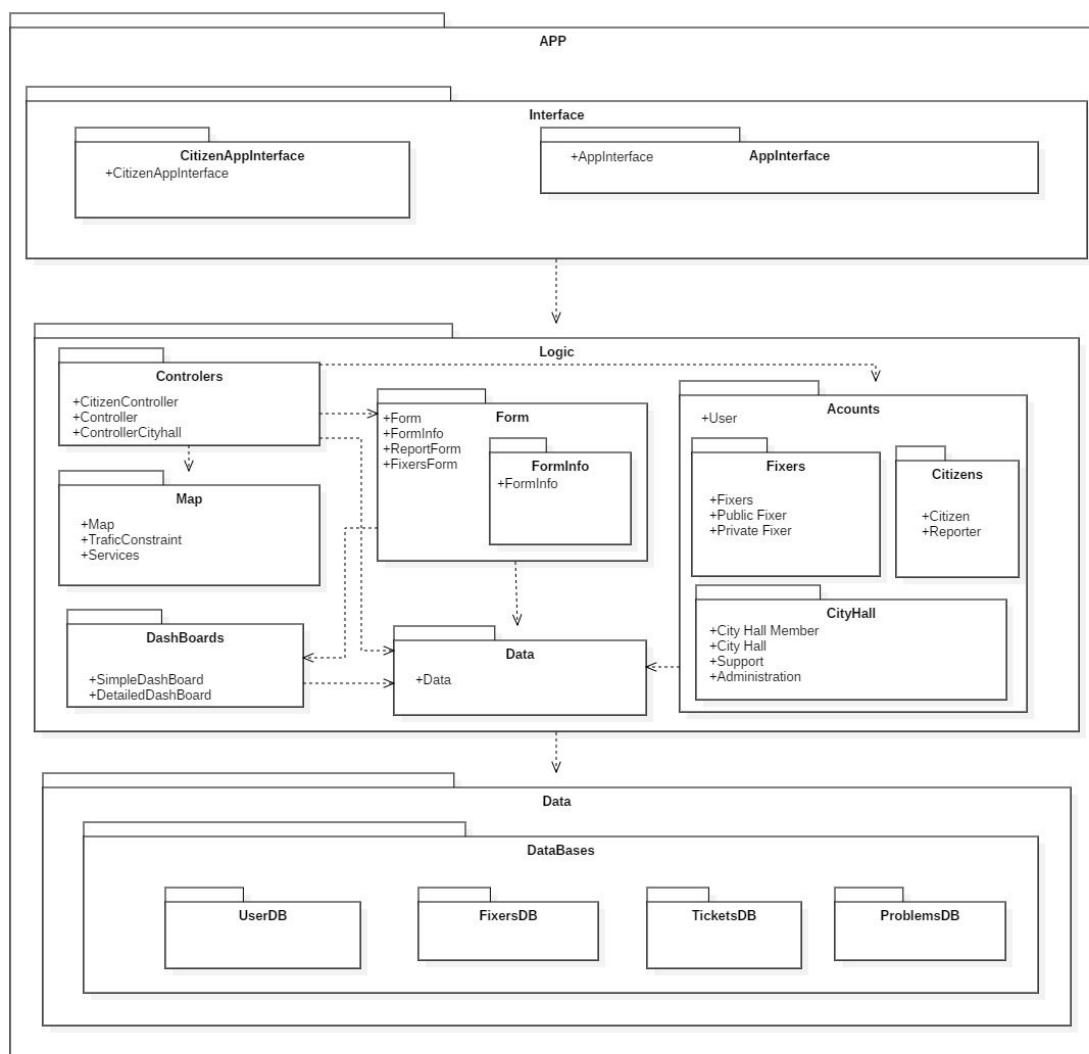 APP
Interface
CitizenAppInterface
+CitizenAppInterface
AppInterface
+AppInterface
Logic
Controlers
+CitizenController
+Controller
+ControllerCityhall
Form
+Form
+FormInfo
+ReportForm
+FixersForm
FormInfo
+FormInfo
Acounts
+User
Fixers
+Fixers
+Public Fixer
+Private Fixer
Citizens
+Citizen
+Reporter
CityHall
+City Hall Member
+City Hall
+Support
+Administration
Map
+Map
+TraficConstraint
+Services
DashBoards
+SimpleDashBoard
+DetailedDashBoard
Data
+Data
Data
DataBases
UserDB
FixersDB
TicketsDB
ProblemsDB